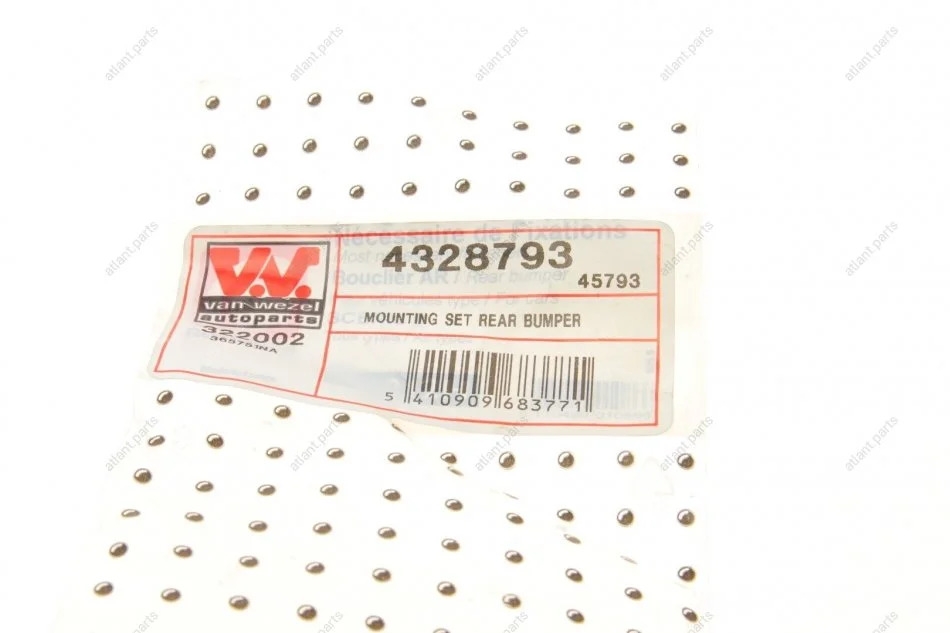 Nécessaire de Fixations
4328793
Bouclier AR / Rear bumper
45793
V.W.
van wezel
autoparts
322002
365751NA
MOUNTING SET REAR BUMPER
5 410909 683771
atlant.parts